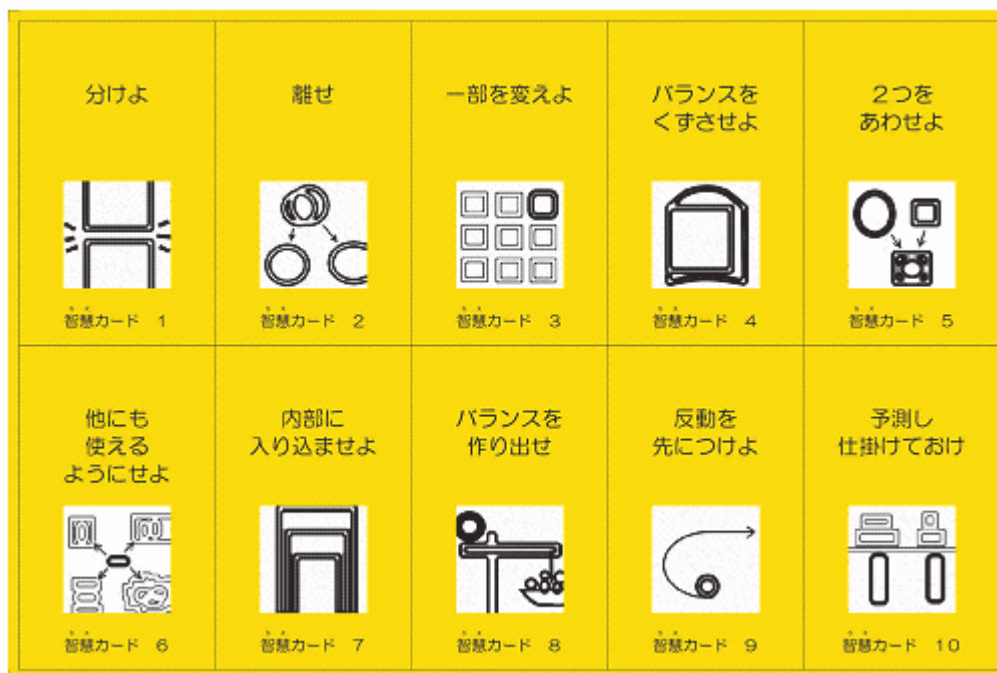 分けよ
智慧カード 1
離せ
智慧カード 2
一部を変えよ
智慧カード 3
バランスを
くずさせよ
智慧カード 4
2つを
あわせよ
智慧カード 5
他にも
使える
ようにせよ
智慧カード 6
内部に
入り込ませよ
智慧カード 7
バランスを
作り出せ
智慧カード 8
反動を
先につけよ
智慧カード 9
予測し
仕掛けておけ
智慧カード 10